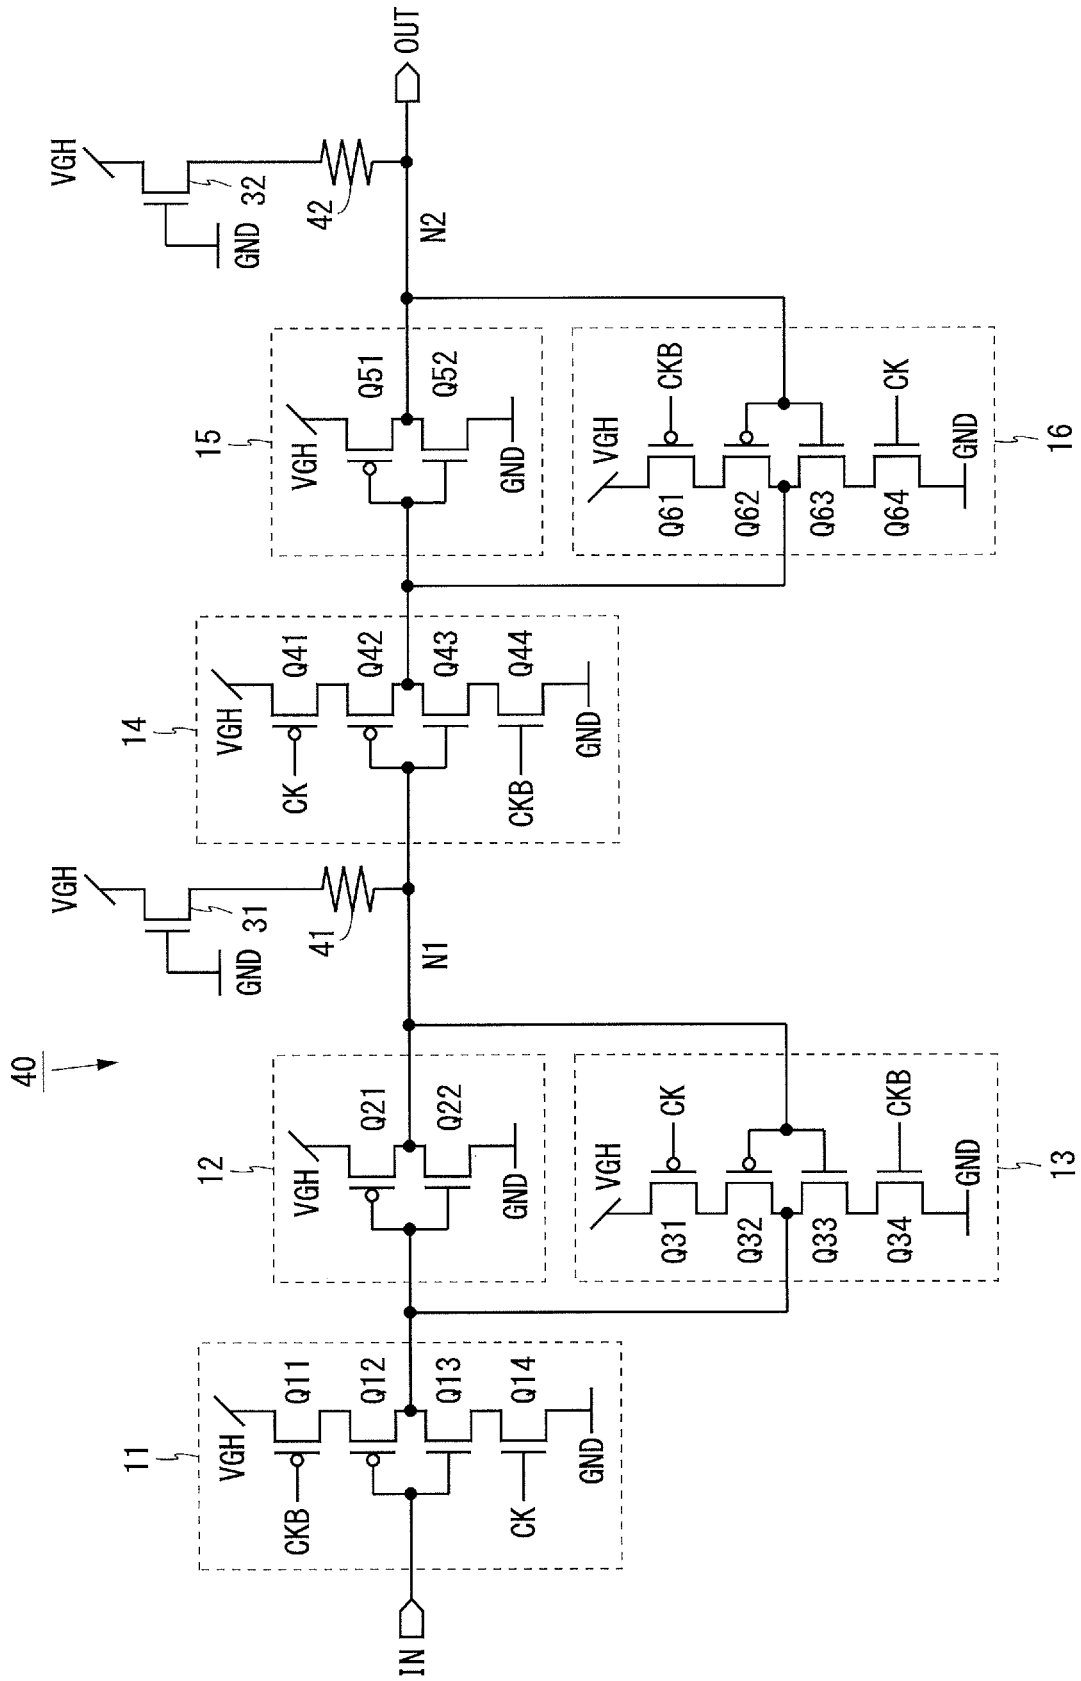 40
IN
11
VGH
CKB
Q11
Q12
Q13
Q14
CK
GND
12
VGH
Q21
Q22
GND
13
VGH
CK
Q31
Q32
Q33
Q34
CKB
GND
N1
VGH
31
GND
41
14
VGH
CK
Q41
Q42
Q43
Q44
CKB
GND
15
VGH
Q51
Q52
GND
16
VGH
CKB
Q61
Q62
Q63
Q64
CK
GND
N2
VGH
32
GND
42
OUT